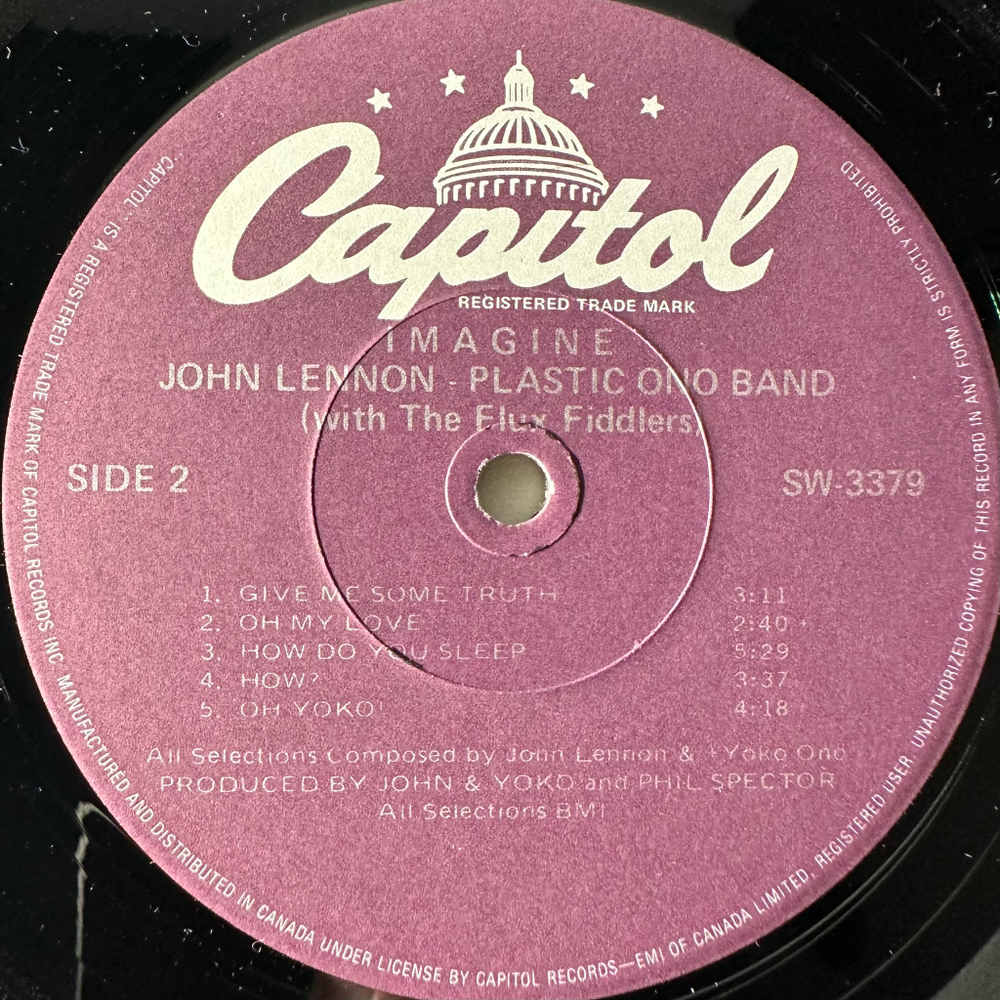 Capitol
REGISTERED TRADE MARK
IMAGINE
JOHN LENNON - PLASTIC ONO BAND
(with The Flux Fiddlers)
SIDE 2
SW-3379
1. GIVE ME SOME TRUTH 3:11
2. OH MY LOVE 2:40
3. HOW DO YOU SLEEP 5:29
4. HOW? 3:37
5. OH YOKO! 4:18
All Selections Composed by John Lennon & +Yoko Ono
PRODUCED BY JOHN & YOKO and PHIL SPECTOR
All Selections BMI
"CAPITOL" IS A REGISTERED TRADE MARK OF CAPITOL RECORDS INC. MANUFACTURED AND DISTRIBUTED IN CANADA UNDER LICENSE BY CAPITOL RECORDS—EMI OF CANADA LIMITED, REGISTERED USER. UNAUTHORIZED COPYING OF THIS RECORD IN ANY FORM IS STRICTLY PROHIBITED